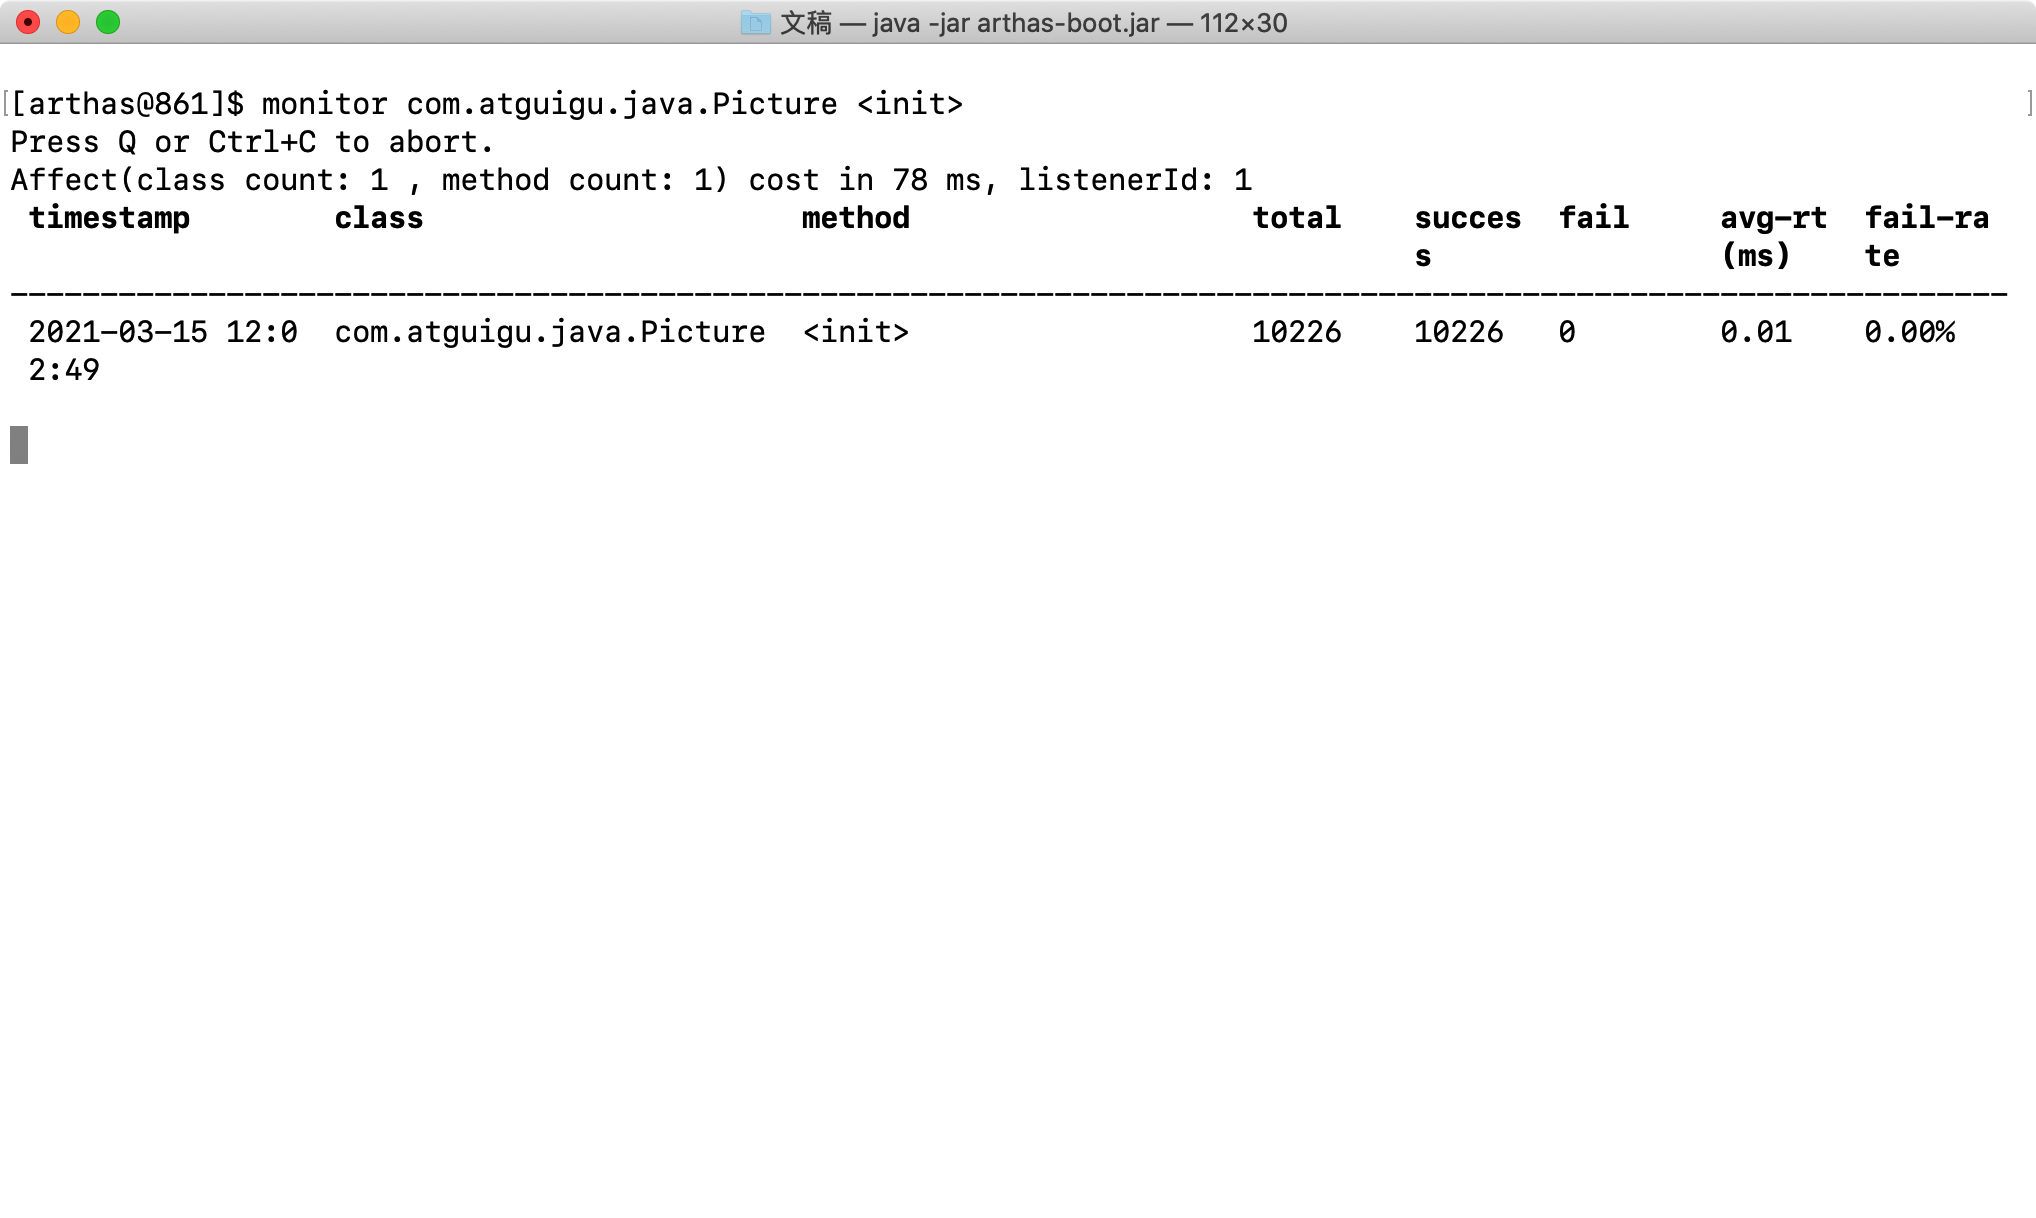 文稿 — java -jar arthas-boot.jar — 112×30
[[arthas@861]$ monitor com.atguigu.java.Picture <init> ]
Press Q or Ctrl+C to abort.
Affect(class count: 1 , method count: 1) cost in 78 ms, listenerId: 1
timestamp class method total succes fail avg-rt fail-ra
s (ms) te
----------------------------------------------------------------------------------------------------------------
2021-03-15 12:0 com.atguigu.java.Picture <init> 10226 10226 0 0.01 0.00%
2:49